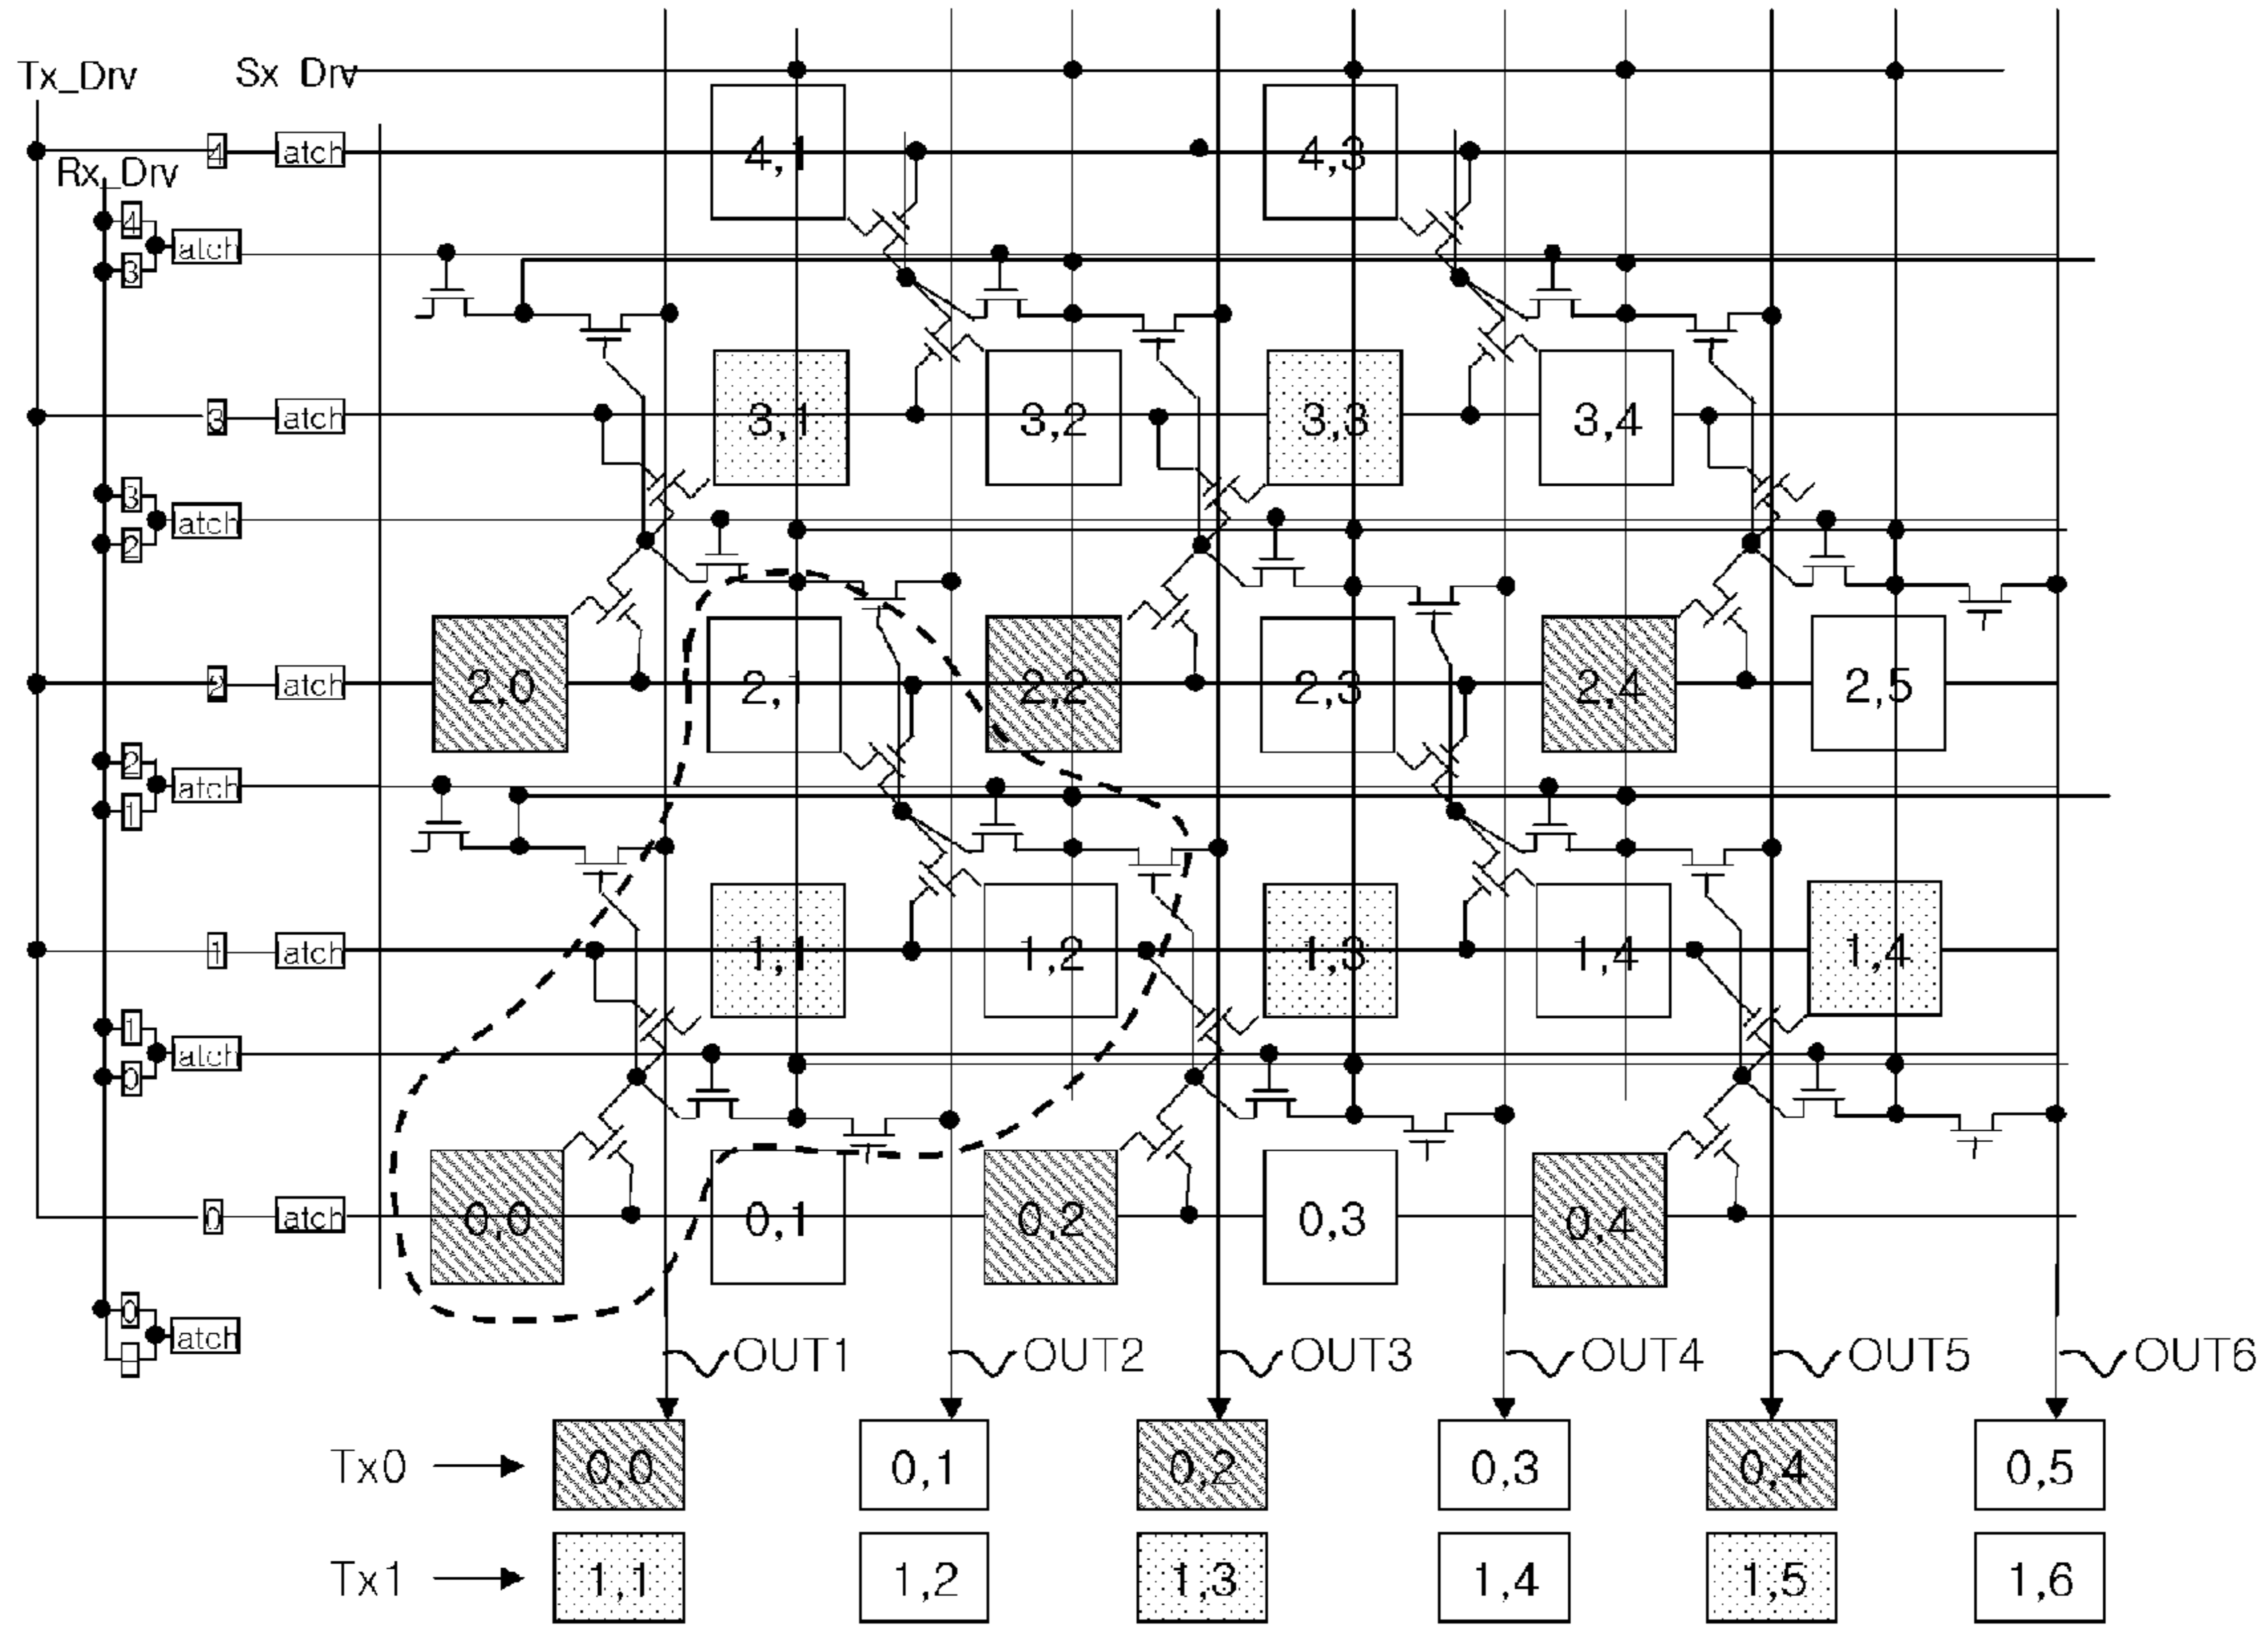 Tx_Drv Sx Drv
4,1 4,3
4 latch
Rx_Drv
4
latch
3
3 latch 3,1 3,2 3,3 3,4
3
latch
2
2 latch 2,0 2,1 2,2 2,3 2,4 2,5
2
latch
1
1 latch 1,1 1,2 1,3 1,4 1,4
1
latch
0
0 latch 0,0 0,1 0,2 0,3 0,4
0
latch
OUT1 OUT2 OUT3 OUT4 OUT5 OUT6
Tx0 0,0 0,1 0,2 0,3 0,4 0,5
Tx1 1,1 1,2 1,3 1,4 1,5 1,6